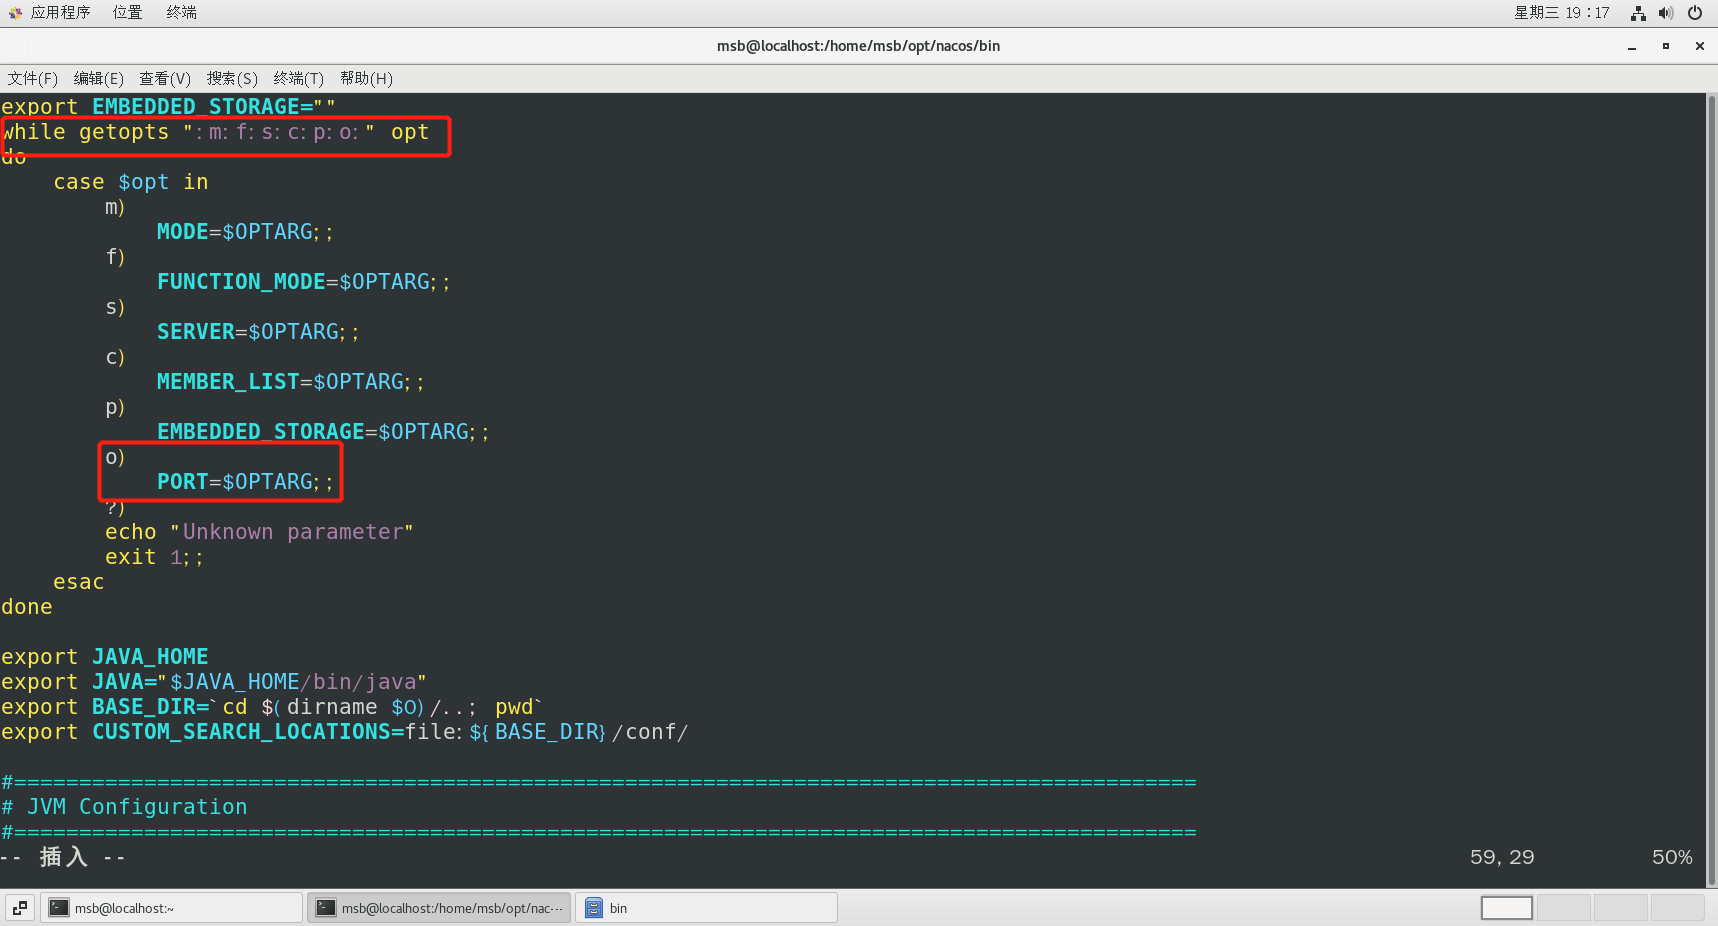 应用程序 位置 终端 星期三 19：17
msb@localhost:/home/msb/opt/nacos/bin
文件(F) 编辑(E) 查看(V) 搜索(S) 终端(T) 帮助(H)
export EMBEDDED_STORAGE=""
while getopts ":m:f:s:c:p:o:" opt
do
case $opt in
m)
MODE=$OPTARG;;
f)
FUNCTION_MODE=$OPTARG;;
s)
SERVER=$OPTARG;;
c)
MEMBER_LIST=$OPTARG;;
p)
EMBEDDED_STORAGE=$OPTARG;;
o)
PORT=$OPTARG;;
?)
echo "Unknown parameter"
exit 1;;
esac
done
export JAVA_HOME
export JAVA="$JAVA_HOME/bin/java"
export BASE_DIR=`cd $(dirname $0)/..; pwd`
export CUSTOM_SEARCH_LOCATIONS=file:${BASE_DIR}/conf/
#===========================================================================================
# JVM Configuration
#===========================================================================================
-- 插入 -- 59,29 50%
msb@localhost:~ msb@localhost:/home/msb/opt/nac··· bin